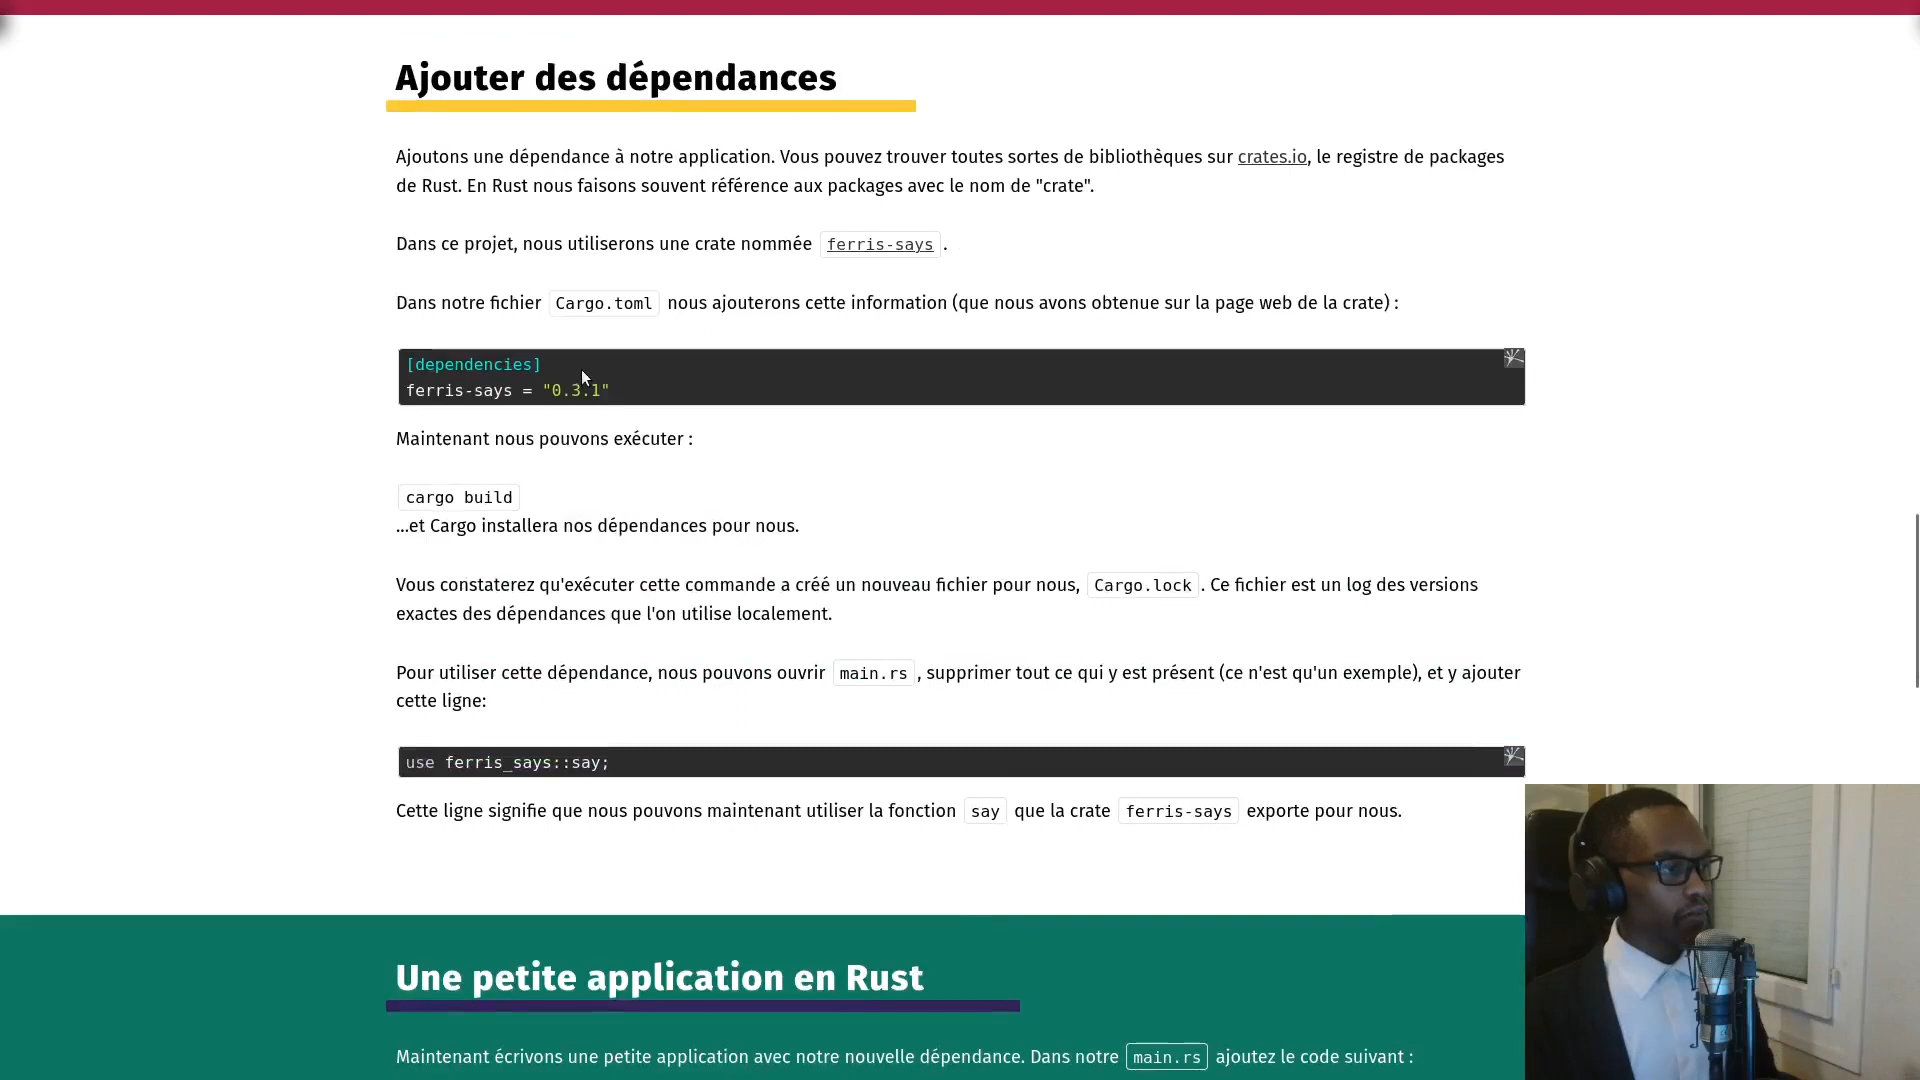 Ajouter des dépendances
Ajoutons une dépendance à notre application. Vous pouvez trouver toutes sortes de bibliothèques sur crates.io, le registre de packages
de Rust. En Rust nous faisons souvent référence aux packages avec le nom de "crate".
Dans ce projet, nous utiliserons une crate nommée ferris-says .
Dans notre fichier Cargo.toml nous ajouterons cette information (que nous avons obtenue sur la page web de la crate) :
[dependencies]
ferris-says = "0.3.1"
Maintenant nous pouvons exécuter :
cargo build
...et Cargo installera nos dépendances pour nous.
Vous constaterez qu'exécuter cette commande a créé un nouveau fichier pour nous, Cargo.lock. Ce fichier est un log des versions
exactes des dépendances que l'on utilise localement.
Pour utiliser cette dépendance, nous pouvons ouvrir main.rs, supprimer tout ce qui y est présent (ce n'est qu'un exemple), et y ajouter
cette ligne:
use ferris_says::say;
Cette ligne signifie que nous pouvons maintenant utiliser la fonction say que la crate ferris-says exporte pour nous.
Une petite application en Rust
Maintenant écrivons une petite application avec notre nouvelle dépendance. Dans notre main.rs ajoutez le code suivant :